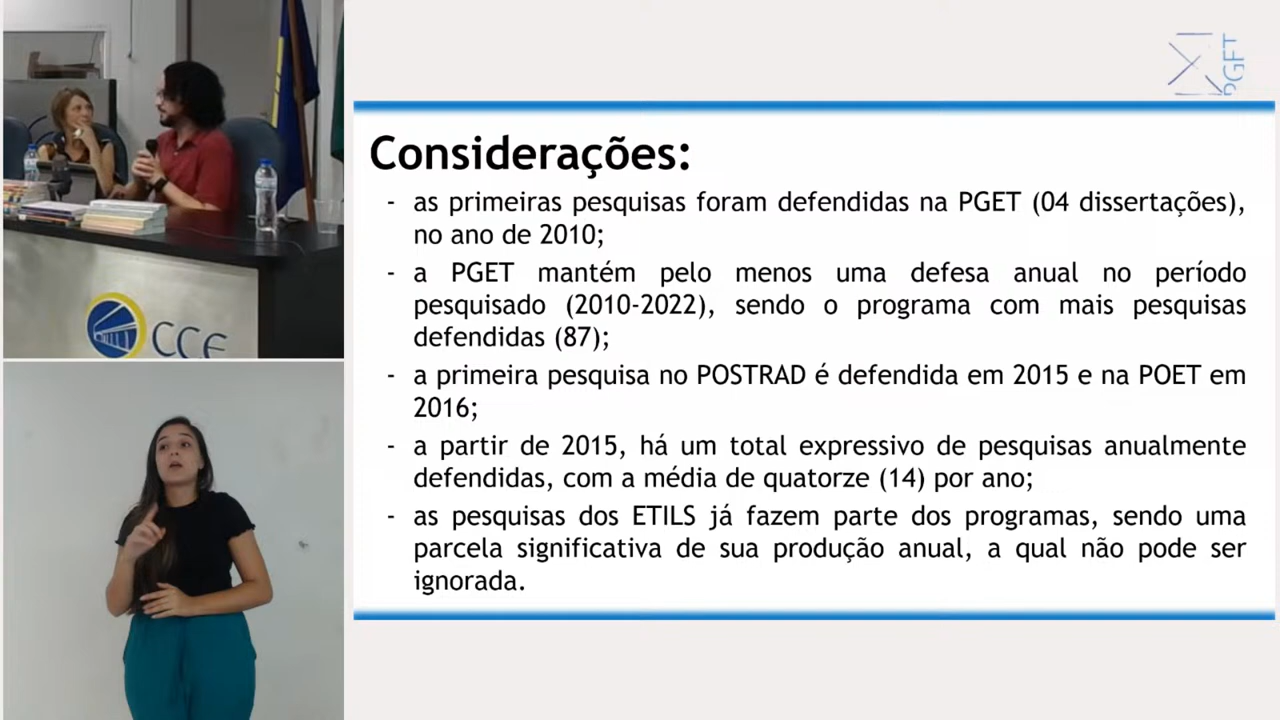 PGET
Considerações:
- as primeiras pesquisas foram defendidas na PGET (04 dissertações),
no ano de 2010;
- a PGET mantém pelo menos uma defesa anual no período
pesquisado (2010-2022), sendo o programa com mais pesquisas
defendidas (87);
- a primeira pesquisa no POSTRAD é defendida em 2015 e na POET em
2016;
- a partir de 2015, há um total expressivo de pesquisas anualmente
defendidas, com a média de quatorze (14) por ano;
- as pesquisas dos ETILS já fazem parte dos programas, sendo uma
parcela significativa de sua produção anual, a qual não pode ser
ignorada.
CCE